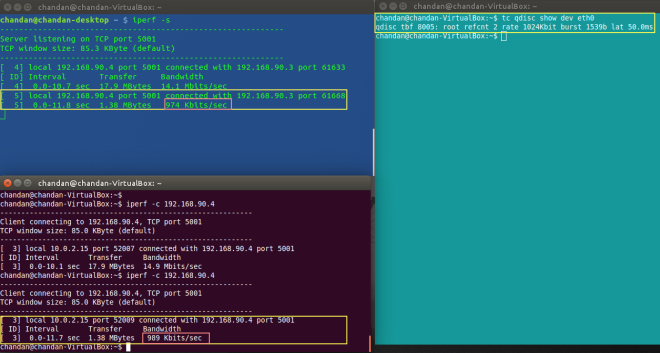 chandan@chandan-VirtualBox: ~
chandan@chandan-desktop ~ $ iperf -s
------------------------------------------------------------
Server listening on TCP port 5001
TCP window size: 85.3 KByte (default)
------------------------------------------------------------
[  4] local 192.168.90.4 port 5001 connected with 192.168.90.3 port 61633
[ ID] Interval       Transfer     Bandwidth
[  4]  0.0-10.7 sec  17.9 MBytes  14.1 Mbits/sec
[  5] local 192.168.90.4 port 5001 connected with 192.168.90.3 port 61668
[  5]  0.0-11.8 sec  1.38 MBytes   974 Kbits/sec
chandan@chandan-VirtualBox: ~
chandan@chandan-VirtualBox:~$
chandan@chandan-VirtualBox:~$ iperf -c 192.168.90.4
------------------------------------------------------------
Client connecting to 192.168.90.4, TCP port 5001
TCP window size: 85.0 KByte (default)
------------------------------------------------------------
[  3] local 10.0.2.15 port 52007 connected with 192.168.90.4 port 5001
[ ID] Interval       Transfer     Bandwidth
[  3]  0.0-10.1 sec  17.9 MBytes  14.9 Mbits/sec
chandan@chandan-VirtualBox:~$ iperf -c 192.168.90.4
------------------------------------------------------------
Client connecting to 192.168.90.4, TCP port 5001
TCP window size: 85.0 KByte (default)
------------------------------------------------------------
[  3] local 10.0.2.15 port 52009 connected with 192.168.90.4 port 5001
[ ID] Interval       Transfer     Bandwidth
[  3]  0.0-11.7 sec  1.38 MBytes   989 Kbits/sec
chandan@chandan-VirtualBox:~$
chandan@chandan-VirtualBox: ~
chandan@chandan-VirtualBox:~$ tc qdisc show dev eth0
qdisc tbf 8005: root refcnt 2 rate 1024Kbit burst 1539b lat 50.0ms
chandan@chandan-VirtualBox:~$